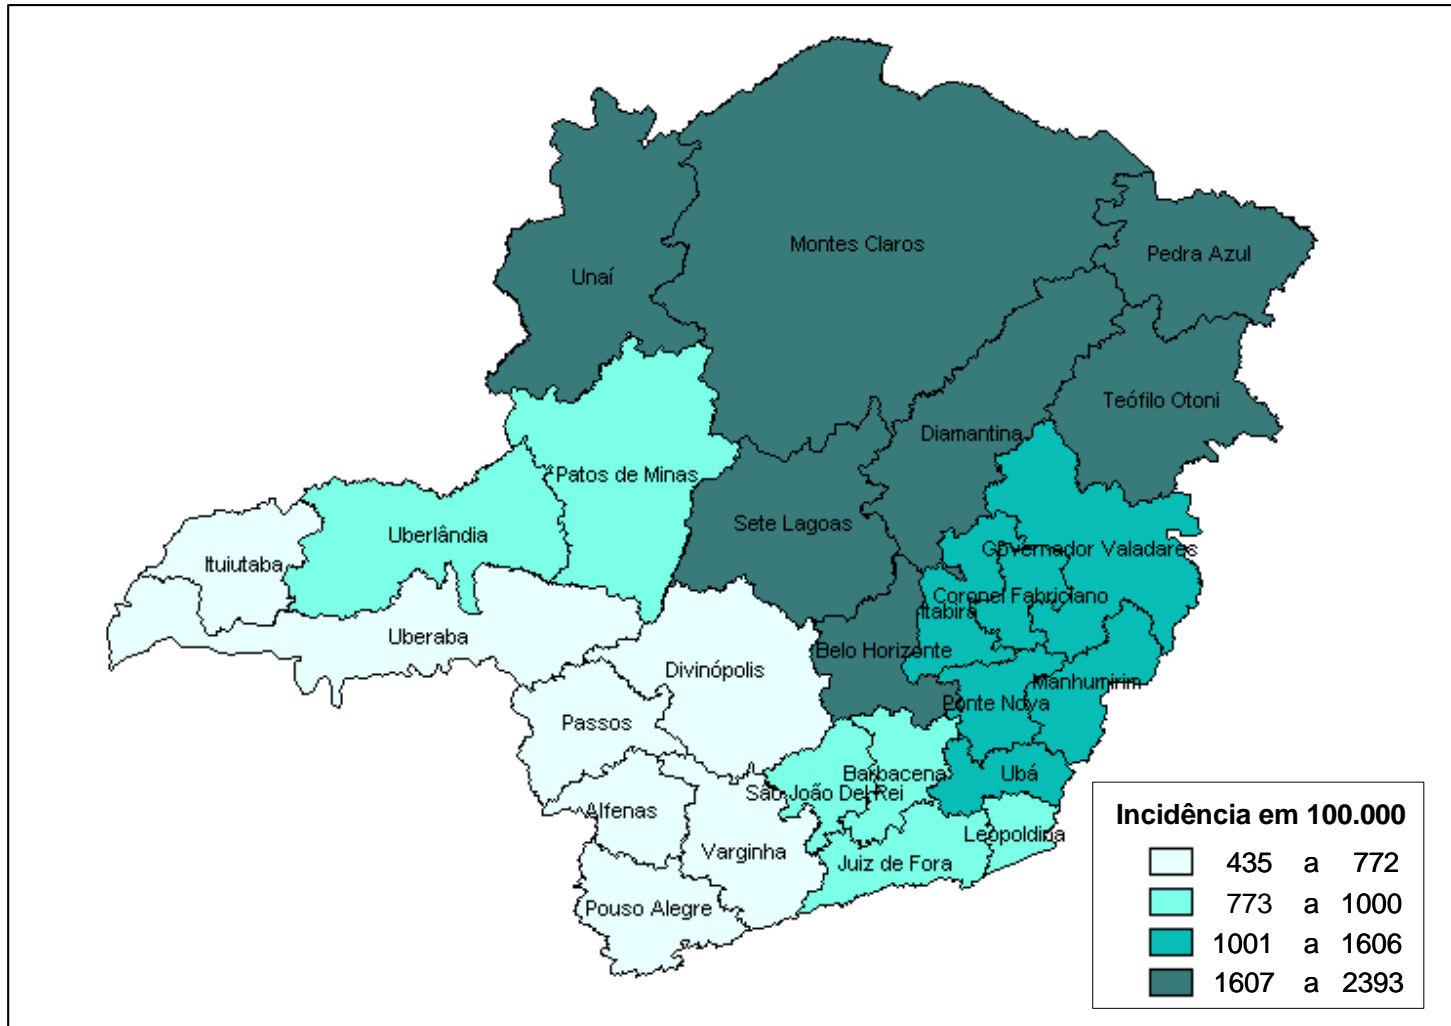 Montes Claros
Pedra Azul
Unaí
Teófilo Otoni
Diamantina
Patos de Minas
Sete Lagoas
Uberlândia
Governador Valadares
Ituiutaba
Coronel Fabriciano
Itabira
Uberaba
Belo Horizonte
Divinópolis
Manhumirim
Ponte Nova
Passos
Barbacena
Ubá
São João Del Rei
Alfenas
Leopoldina
Varginha
Juiz de Fora
Pouso Alegre
Incidência em 100.000
435 a 772
773 a 1000
1001 a 1606
1607 a 2393